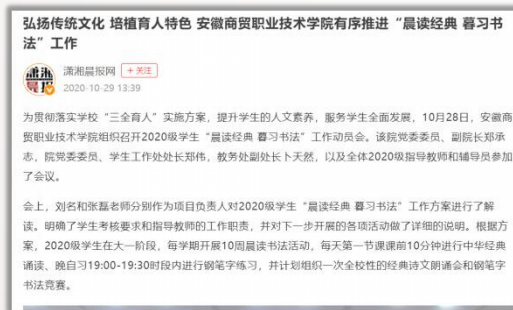 弘扬传统文化 培植育人特色 安徽商贸职业技术学院有序推进“晨读经典 暮习书
法”工作
潇湘晨报网
+ 关注
2020-10-29 13:39
为贯彻落实学校“三全育人”实施方案，提升学生的人文素养，服务学生全面发展，10月28日，安徽商
贸职业技术学院组织召开2020级学生“晨读经典 暮习书法”工作动员会。该院党委委员、副院长郑承
志，院党委委员、学生工作处处长郑伟，教务处副处长卜天然，以及全体2020级指导教师和辅导员参加
了会议。
会上，刘名和张磊老师分别作为项目负责人对2020级学生“晨读经典 暮习书法”工作方案进行了解
读。明确了学生考核要求和指导教师的工作职责，并对下一步开展的各项活动做了详细的说明。根据方
案，2020级学生在大一阶段，每学期开展10周晨读书法活动，每天第一节课课前10分钟进行中华经典
诵读、晚自习19:00-19:30时段内进行钢笔字练习，并计划组织一次全校性的经典诗文朗诵会和钢笔字
书法竞赛。